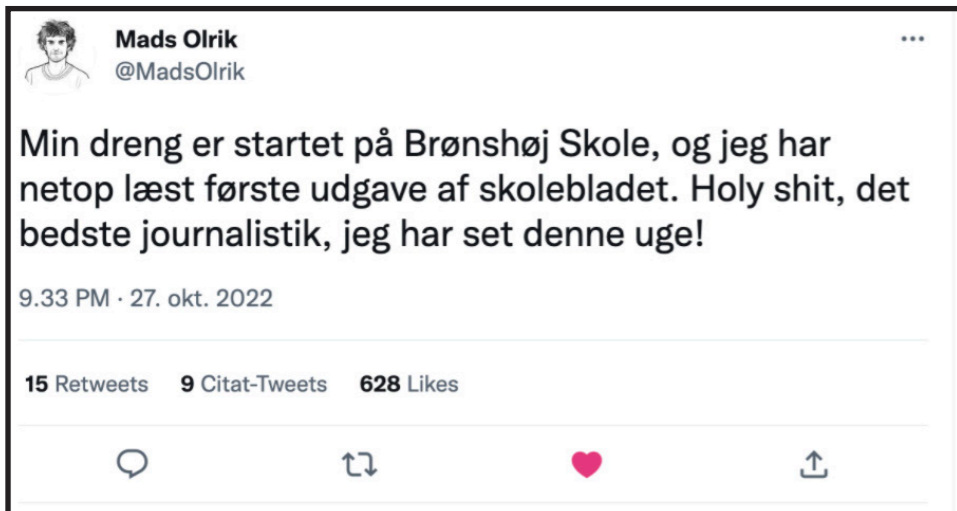 Mads Olrik
@MadsOlrik
Min dreng er startet på Brønshøj Skole, og jeg har
netop læst første udgave af skolebladet. Holy shit, det
bedste journalistik, jeg har set denne uge!
9.33 PM · 27. okt. 2022
15 Retweets 9 Citat-Tweets 628 Likes